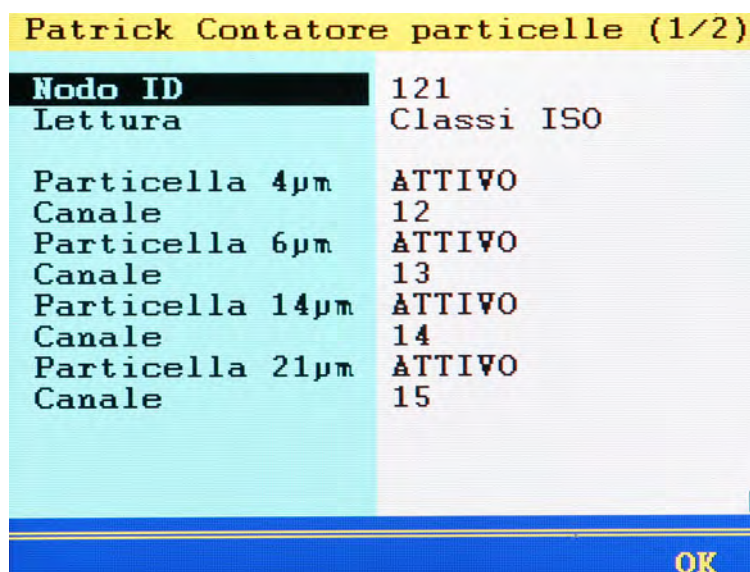 Patrick Contatore particelle (1/2)
Nodo ID 121
Lettura Classi ISO
Particella 4µm ATTIVO
Canale 12
Particella 6µm ATTIVO
Canale 13
Particella 14µm ATTIVO
Canale 14
Particella 21µm ATTIVO
Canale 15
OK